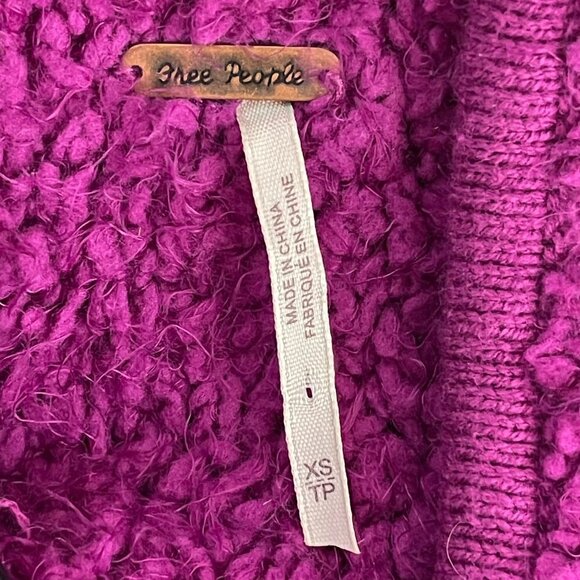 Free People
MADE IN CHINA
FABRIQUÉ EN CHINE
XS
TP